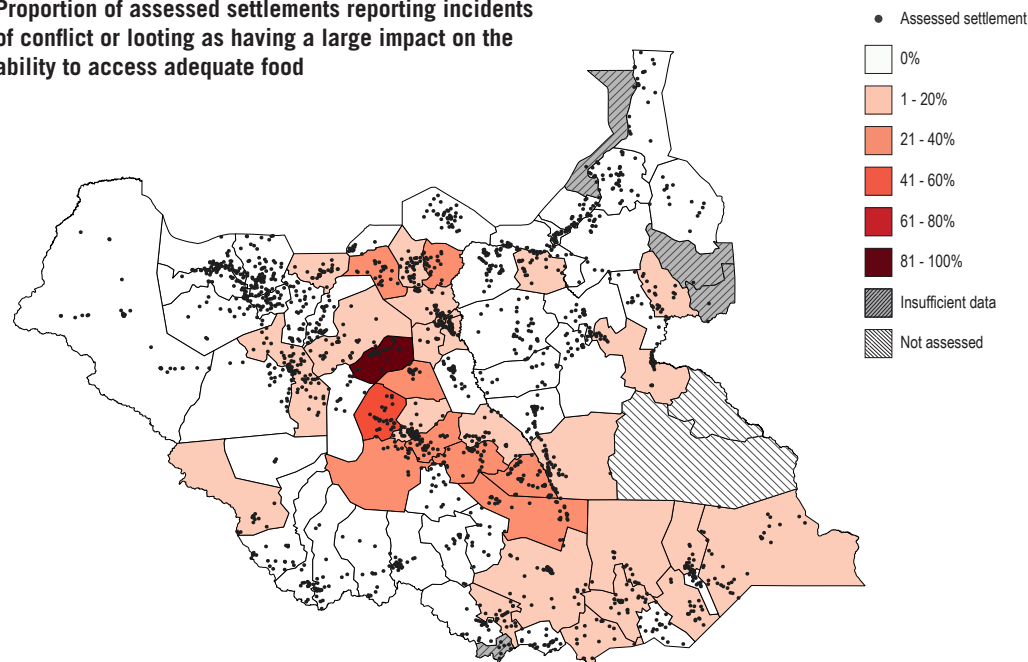 Proportion of assessed settlements reporting incidents
of conflict or looting as having a large impact on the
ability to access adequate food
Assessed settlement
0%
1 - 20%
21 - 40%
41 - 60%
61 - 80%
81 - 100%
Insufficient data
Not assessed